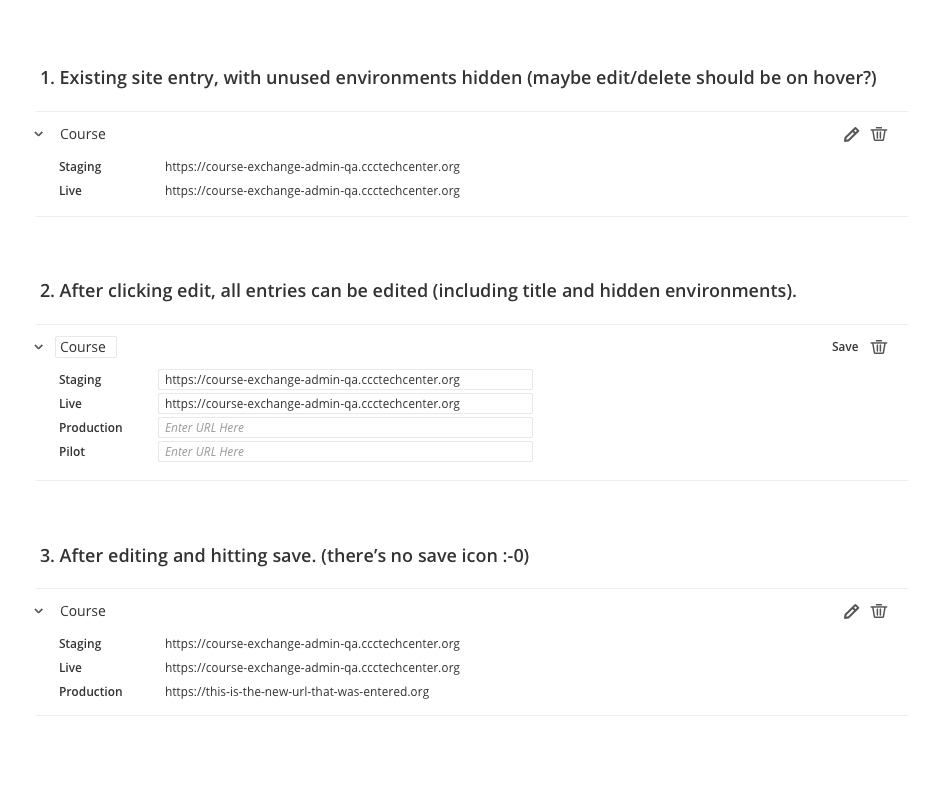 1. Existing site entry, with unused environments hidden (maybe edit/delete should be on hover?)
Course
Staging https://course-exchange-admin-qa.ccctechcenter.org
Live https://course-exchange-admin-qa.ccctechcenter.org
2. After clicking edit, all entries can be edited (including title and hidden environments).
Course Save
Staging https://course-exchange-admin-qa.ccctechcenter.org
Live https://course-exchange-admin-qa.ccctechcenter.org
Production Enter URL Here
Pilot Enter URL Here
3. After editing and hitting save. (there’s no save icon :-0)
Course
Staging https://course-exchange-admin-qa.ccctechcenter.org
Live https://course-exchange-admin-qa.ccctechcenter.org
Production https://this-is-the-new-url-that-was-entered.org